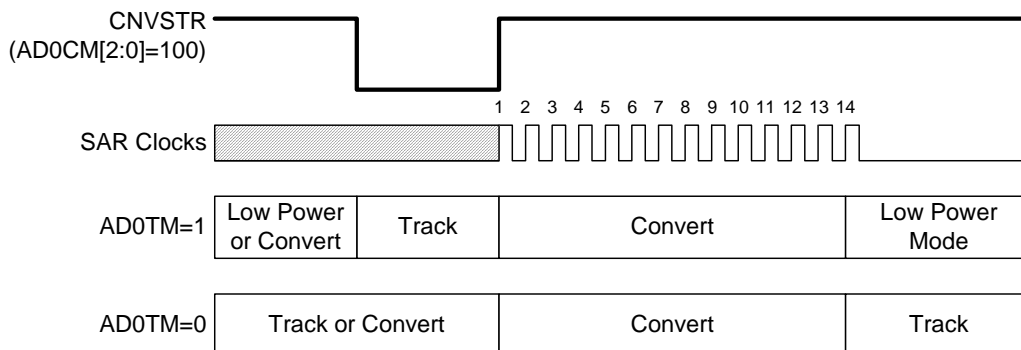 CNVSTR
(AD0CM[2:0]=100)
1 2 3 4 5 6 7 8 9 10 11 12 13 14
SAR Clocks
AD0TM=1
Low Power
or Convert
Track
Convert
Low Power
Mode
AD0TM=0
Track or Convert
Convert
Track